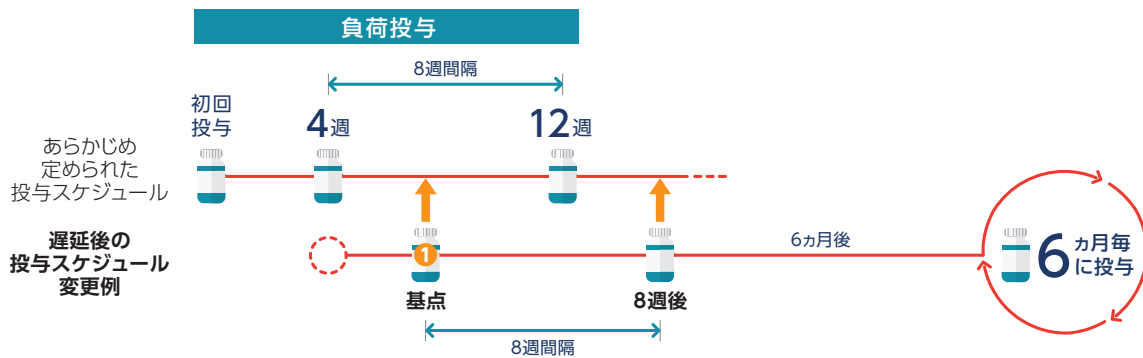 負荷投与
8週間隔
初回
投与
4週
12週
あらかじめ
定められた
投与スケジュール
遅延後の
投与スケジュール
変更例
1
基点
8週後
6ヵ月後
6ヵ月毎
に投与
8週間隔